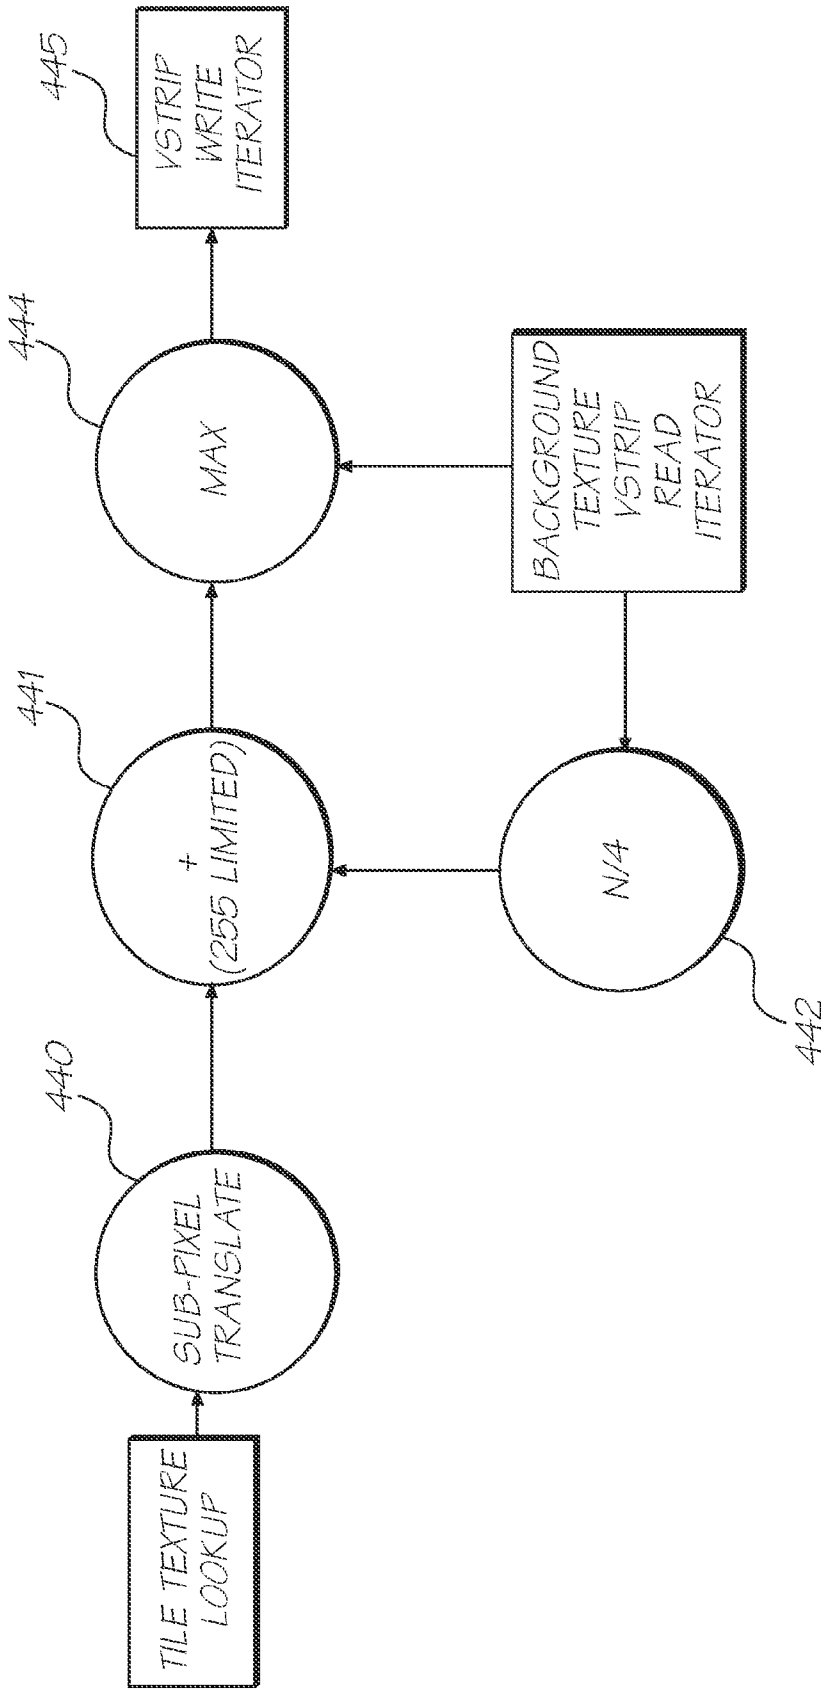 TILE TEXTURE
LOOKUP
440
SUB-PIXEL
TRANSLATE
441
+
(255 LIMITED)
444
MAX
445
VSTRIP
WRITE
ITERATOR
442
N/4
BACKGROUND
TEXTURE
VSTRIP
READ
ITERATOR